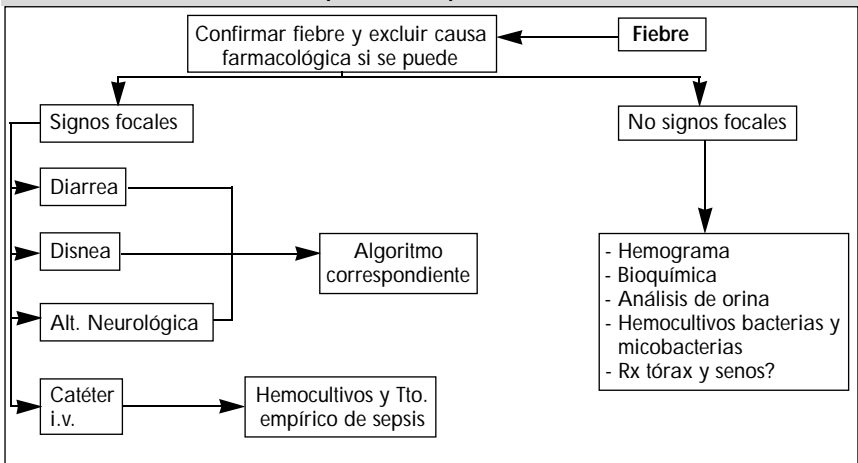 Confirmar fiebre y excluir causa
farmacológica si se puede
Fiebre
Signos focales
No signos focales
Diarrea
Disnea
Alt. Neurológica
Algoritmo
correspondiente
Catéter
i.v.
Hemocultivos y Tto.
empírico de sepsis
- Hemograma
- Bioquímica
- Análisis de orina
- Hemocultivos bacterias y
micobacterias
- Rx tórax y senos?